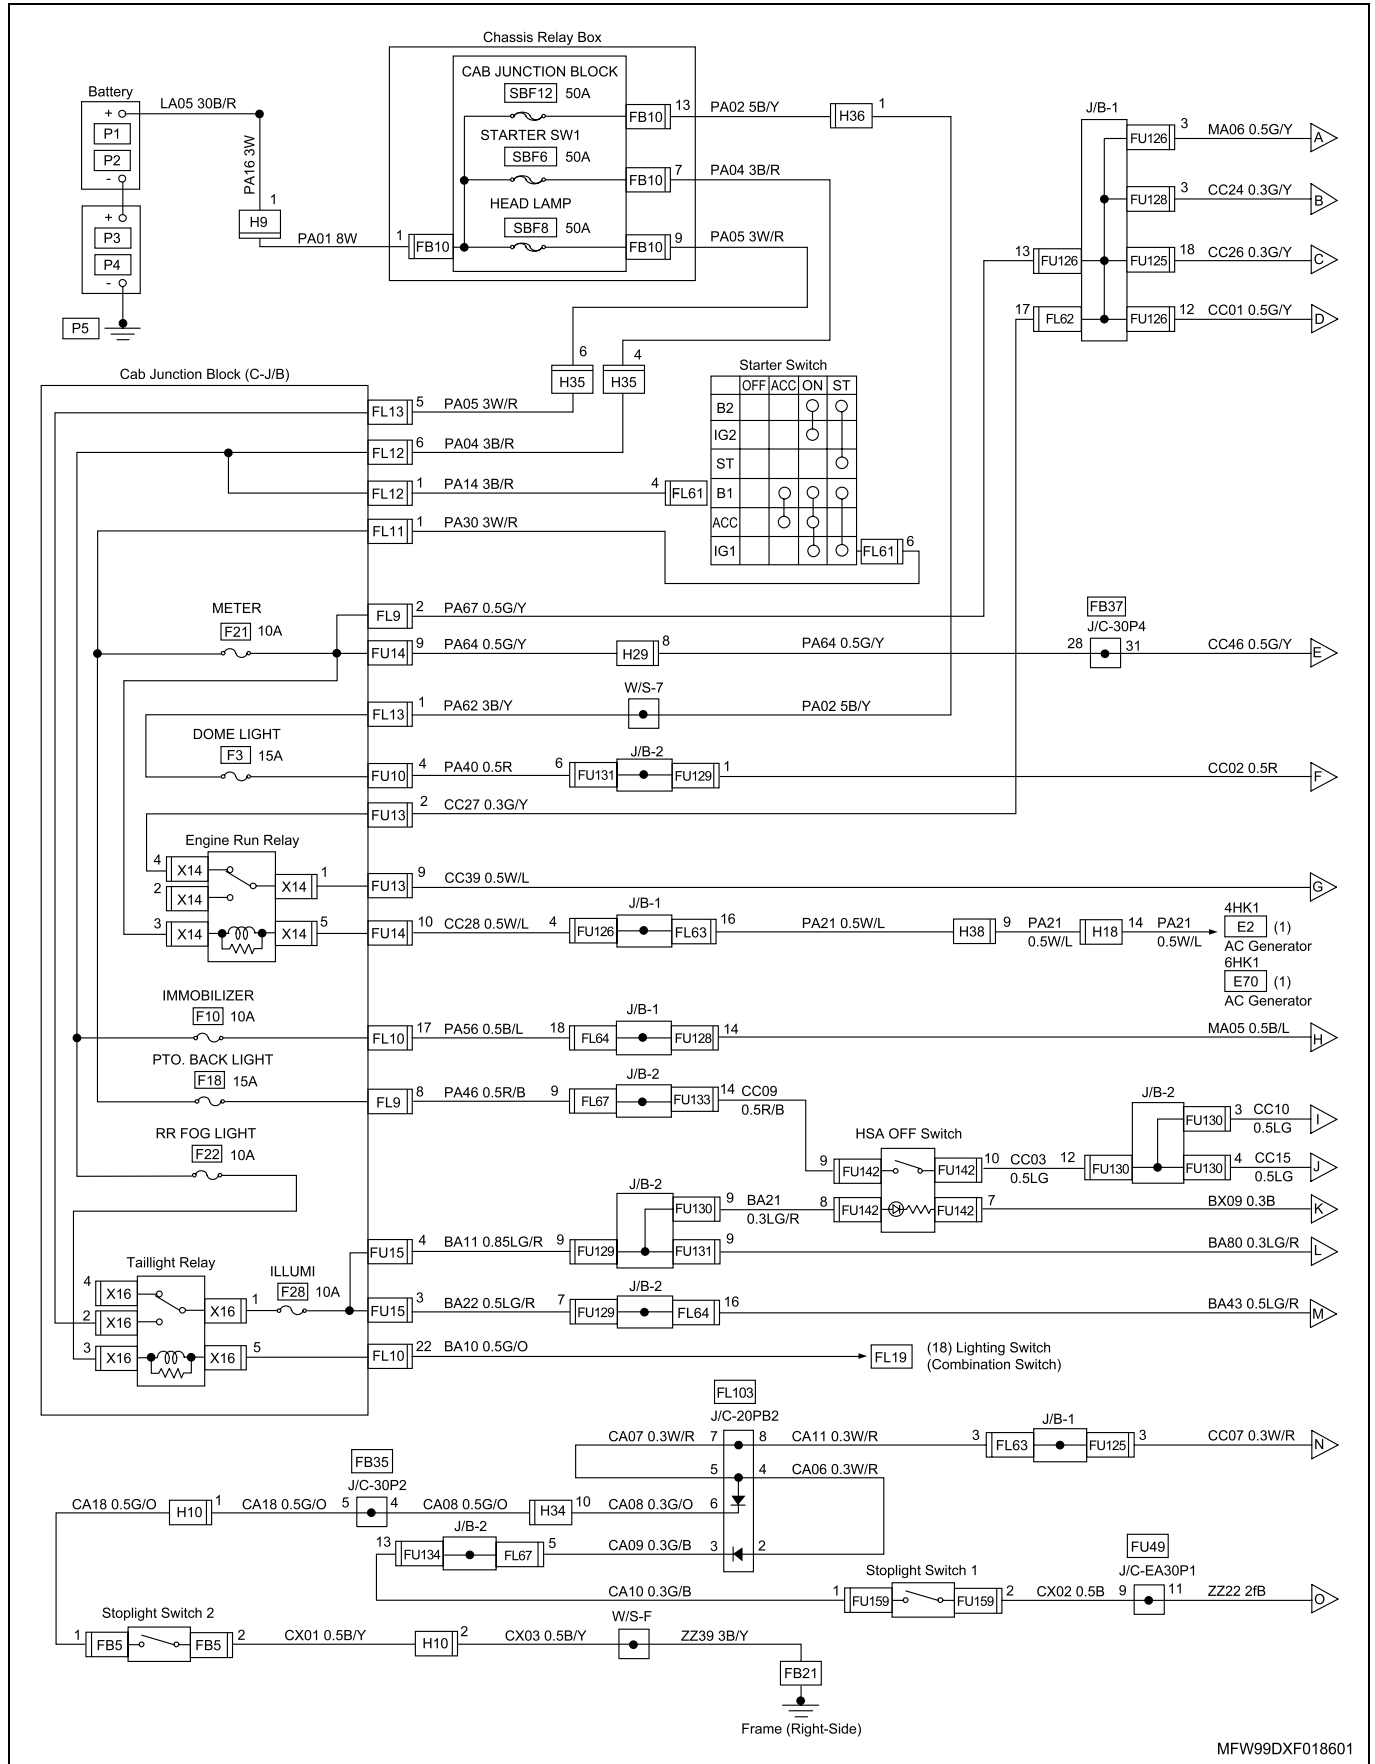 Chassis Relay Box
CAB JUNCTION BLOCK
SBF12 50A
FB10 13 PA02 5B/Y H36 1
STARTER SW1
SBF6 50A
FB10 7 PA04 3B/R
HEAD LAMP
SBF8 50A
1 FB10 FB10 9 PA05 3W/R
Battery
LA05 30B/R
+
P1
P2
-
+
P3
P4
-
P5
PA16 3W
1
H9
PA01 8W
J/B-1
FU126 3 MA06 0.5G/Y A
FU128 3 CC24 0.3G/Y B
13 FU126 FU125 18 CC26 0.3G/Y C
17 FL62 FU126 12 CC01 0.5G/Y D
6 4
H35 H35
Starter Switch
OFF ACC ON ST
B2
IG2
ST
4 FL61 B1
ACC
IG1 FL61 6
Cab Junction Block (C-J/B)
FL13 5 PA05 3W/R
FL12 6 PA04 3B/R
FL12 1 PA14 3B/R
FL11 1 PA30 3W/R
FL9 2 PA67 0.5G/Y
METER
F21 10A
FB37
J/C-30P4
FU14 9 PA64 0.5G/Y H29 8 PA64 0.5G/Y 28 31 CC46 0.5G/Y E
W/S-7
FL13 1 PA62 3B/Y PA02 5B/Y
DOME LIGHT
F3 15A
J/B-2
FU10 4 PA40 0.5R 6 FU131 FU129 1 CC02 0.5R F
FU13 2 CC27 0.3G/Y
Engine Run Relay
4 X14
2 X14 X14 1 FU13 9 CC39 0.5W/L G
J/B-1
3 X14 X14 5 FU14 10 CC28 0.5W/L 4 FU126 FL63 16 PA21 0.5W/L H38 9 PA21 0.5W/L H18 14 PA21 0.5W/L
4HK1
E2 (1)
AC Generator
6HK1
E70 (1)
AC Generator
IMMOBILIZER
F10 10A
J/B-1
FL10 17 PA56 0.5B/L 18 FL64 FU128 14 MA05 0.5B/L H
PTO. BACK LIGHT
F18 15A
J/B-2
FL9 8 PA46 0.5R/B 9 FL67 FU133 14 CC09 0.5R/B
RR FOG LIGHT
F22 10A
HSA OFF Switch
9 FU142 FU142 10 CC03 0.5LG
8 FU142 FU142 7 BX09 0.3B K
J/B-2
FU130 3 CC10 0.5LG I
12 FU130 FU130 4 CC15 0.5LG J
J/B-2
FU130 9 BA21 0.3LG/R
FU15 4 BA11 0.85LG/R 9 FU129 FU131 9 BA80 0.3LG/R L
Taillight Relay
ILLUMI
F28 10A
4 X16
2 X16 X16 1
3 X16 X16 5
J/B-2
FU15 3 BA22 0.5LG/R 7 FU129 FL64 16 BA43 0.5LG/R M
FL10 22 BA10 0.5G/O FL19
(18) Lighting Switch
(Combination Switch)
FL103
J/C-20PB2
CA07 0.3W/R 7 8 CA11 0.3W/R
J/B-1
3 FL63 FU125 3 CC07 0.3W/R N
5 4 CA06 0.3W/R
FB35
J/C-30P2
CA18 0.5G/O H10 1 CA18 0.5G/O 5 4 CA08 0.5G/O H34 10 CA08 0.3G/O 6
J/B-2
13 FU134 FL67 5 CA09 0.3G/B 3 2
FU49
J/C-EA30P1
Stoplight Switch 1
CA10 0.3G/B 1 FU159 FU159 2 CX02 0.5B 9 11 ZZ22 2fB O
Stoplight Switch 2
1 FB5 FB5 2 CX01 0.5B/Y H10 2 CX03 0.5B/Y
W/S-F
ZZ39 3B/Y
FB21
Frame (Right-Side)
MFW99DXF018601